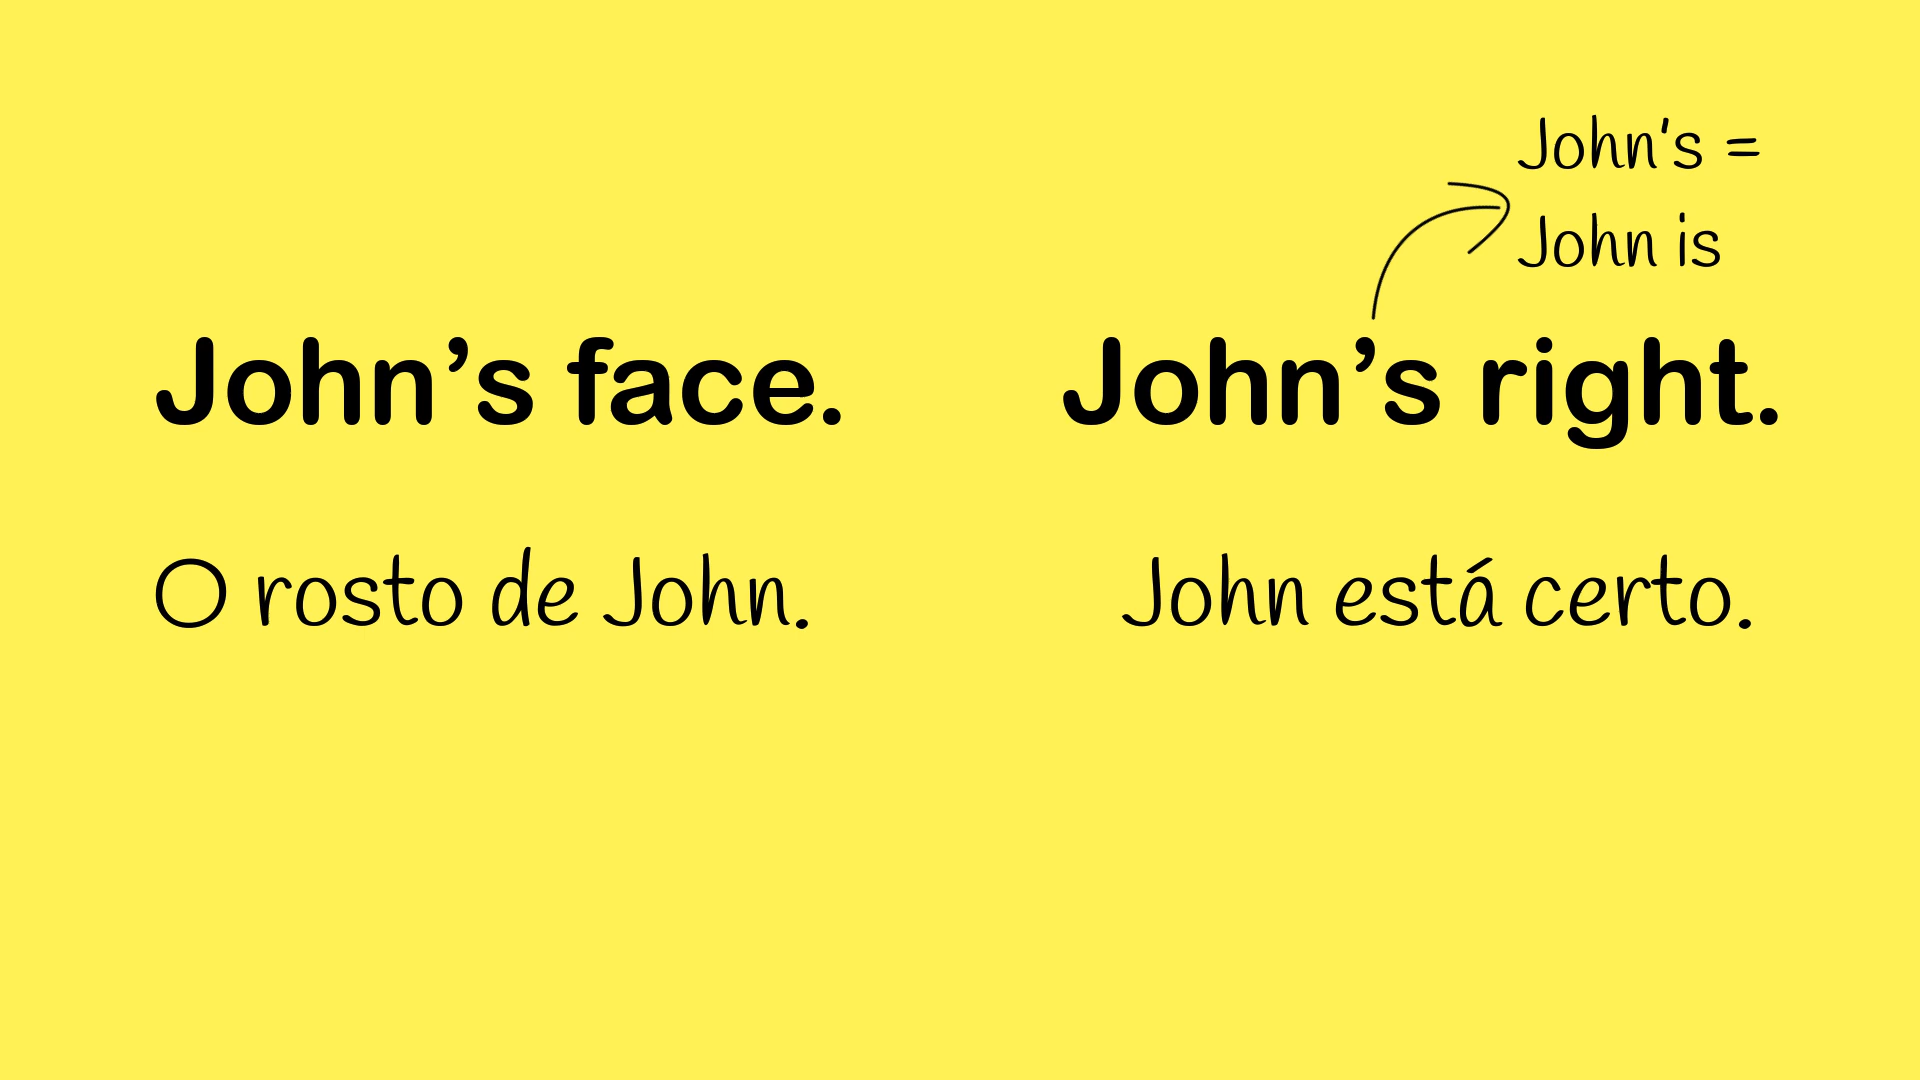 John's =
John is
John’s face.
John’s right.
O rosto de John.
John está certo.